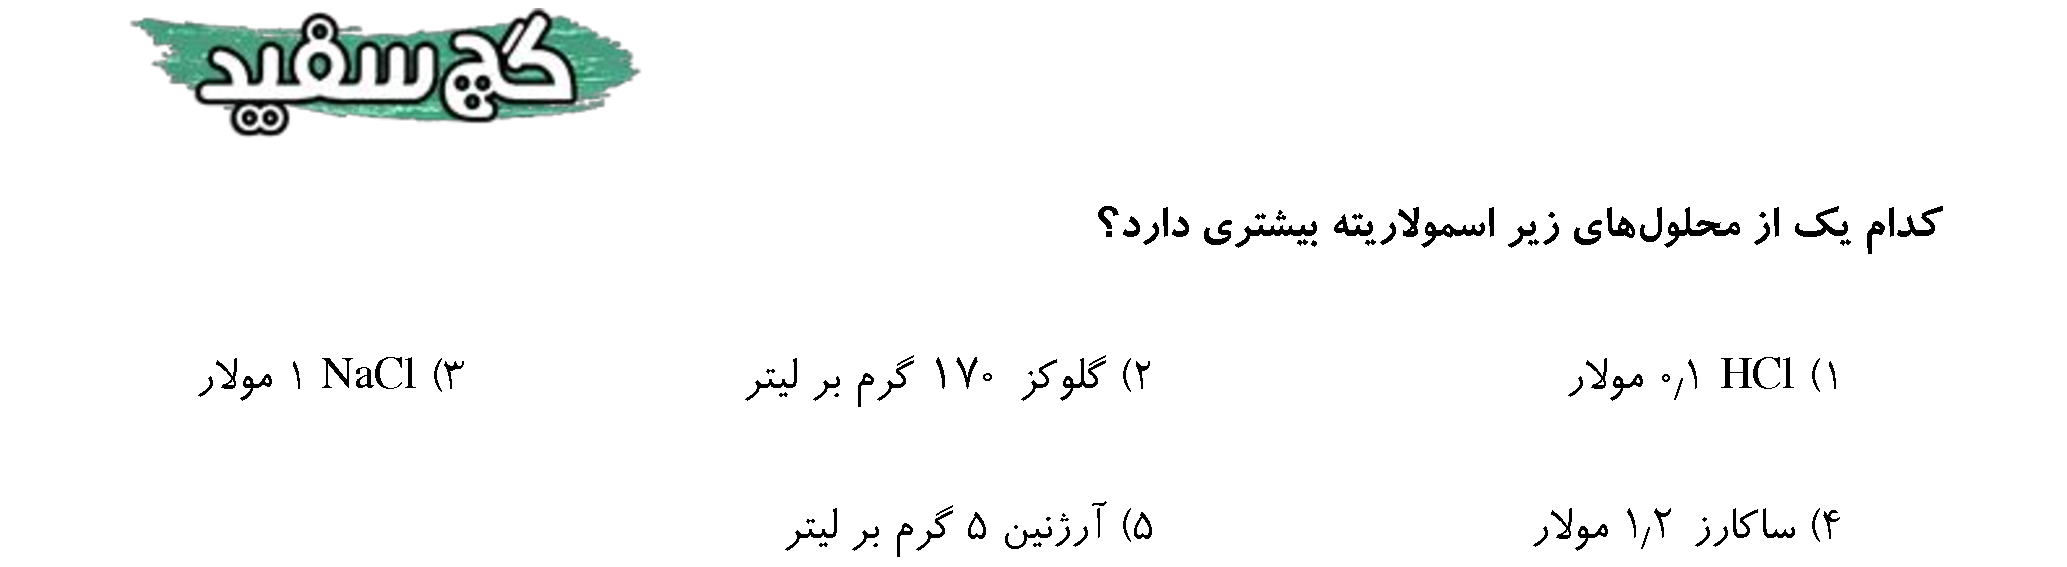 گچ سفید
کدام یک از محلول‌های زیر اسمولاریته بیشتری دارد؟
۱) HCl ۰٫۱ مولار ۲) گلوکز ۱۷۰ گرم بر لیتر ۳) NaCl ۱ مولار
۴) ساکارز ۱٫۲ مولار ۵) آرژنین ۵ گرم بر لیتر